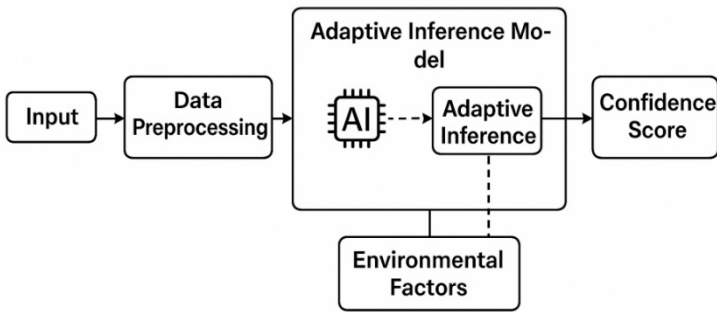 Adaptive Inference Mo-
del
Input
Data
Preprocessing
AI
Adaptive
Inference
Confidence
Score
Environmental
Factors